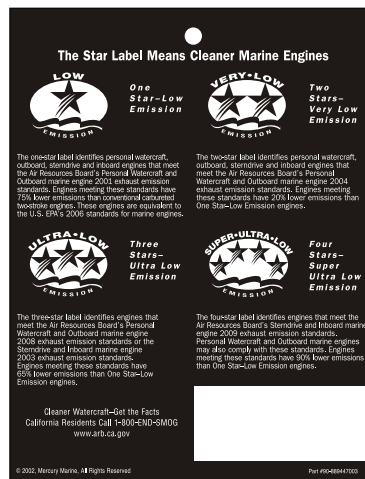 The Star Label Means Cleaner Marine Engines
LOW
EMISSION
One
Star–Low
Emission
The one-star label identifies personal watercraft,
outboard, sterndrive and inboard engines that meet
the Air Resources Board's Personal Watercraft and
Outboard marine engine 2001 exhaust emission
standards. Engines meeting these standards have
75% lower emissions than conventional carbureted
two-stroke engines. These engines are equivalent to
the U.S. EPA's 2006 standards for marine engines.
VERY•LOW
EMISSION
Two
Stars–
Very Low
Emission
The two-star label identifies personal watercraft,
outboard, sterndrive and inboard engines that
meet the Air Resources Board's Personal
Watercraft and Outboard marine engine 2004
exhaust emission standards. Engines meeting
these standards have 20% lower emissions than
One Star–Low Emission engines.
ULTRA•LOW
EMISSION
Three
Stars–
Ultra Low
Emission
The three-star label identifies engines that
meet the Air Resources Board's Personal
Watercraft and Outboard marine engine
2008 exhaust emission standards or the
Sterndrive and Inboard marine engine
2003 exhaust emission standards.
Engines meeting these standards have
65% lower emissions than One Star–Low
Emission engines.
SUPER•ULTRA•LOW
EMISSION
Four
Stars–
Super
Ultra Low
Emission
The four-star label identifies engines that meet the
Air Resources Board's Sterndrive and Inboard marine
engine 2009 exhaust emission standards.
Personal Watercraft and Outboard marine engines
may also comply with these standards. Engines
meeting these standards have 90% lower emissions
than One Star–Low Emission engines.
Cleaner Watercraft–Get the Facts
California Residents Call 1-800-END-SMOG
www.arb.ca.gov
© 2002, Mercury Marine, All Rights Reserved
Part #90-889447003